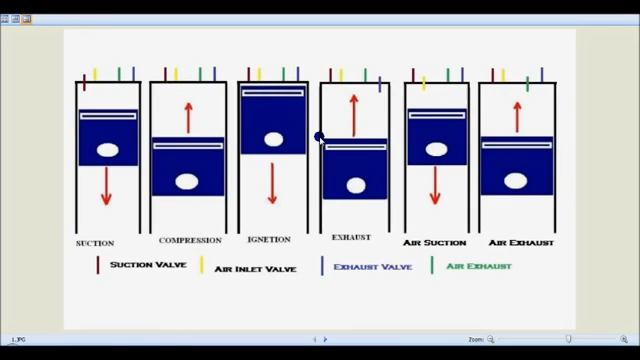 SUCTION
COMPRESSION
IGNETION
EXHAUST
AIR SUCTION
AIR EXHAUST
SUCTION VALVE
AIR INLET VALVE
EXHAUST VALVE
AIR EXHAUST
1.JPG
Zoom: